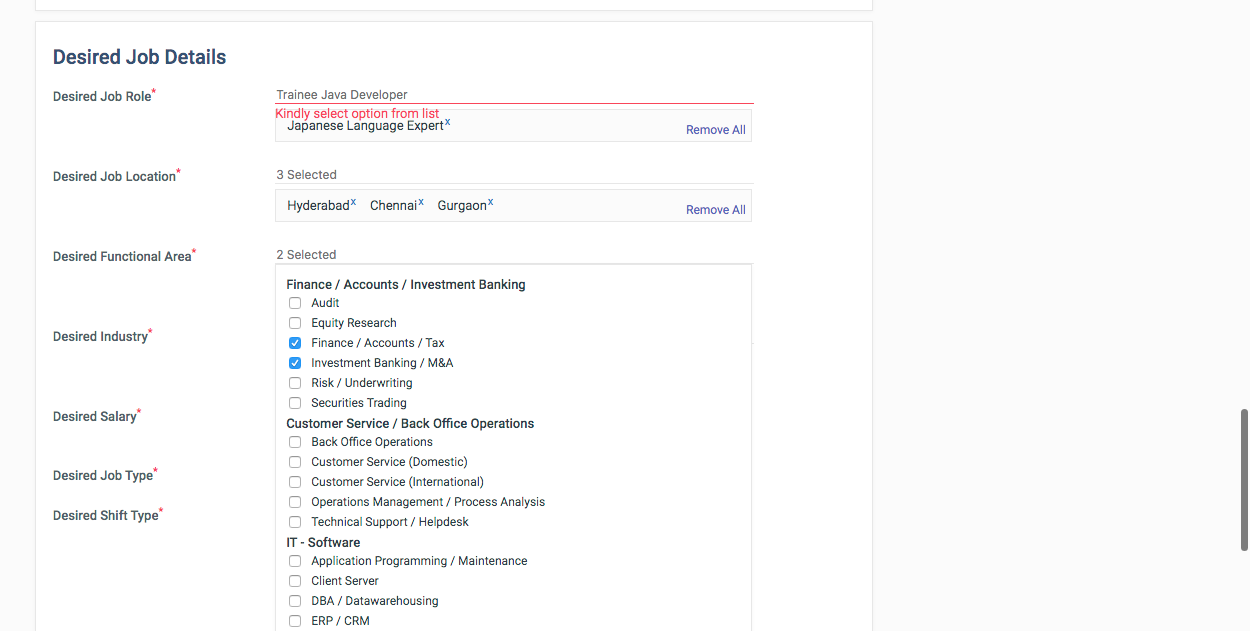 Desired Job Details
Desired Job Role*
Trainee Java Developer
Kindly select option from list
Japanese Language Expertx
Remove All
Desired Job Location*
3 Selected
Hyderabadx Chennaix Gurgaonx
Remove All
Desired Functional Area*
2 Selected
Finance / Accounts / Investment Banking
Audit
Equity Research
Desired Industry*
Finance / Accounts / Tax
Investment Banking / M&A
Risk / Underwriting
Securities Trading
Desired Salary*
Customer Service / Back Office Operations
Back Office Operations
Customer Service (Domestic)
Desired Job Type*
Customer Service (International)
Operations Management / Process Analysis
Desired Shift Type*
Technical Support / Helpdesk
IT - Software
Application Programming / Maintenance
Client Server
DBA / Datawarehousing
ERP / CRM